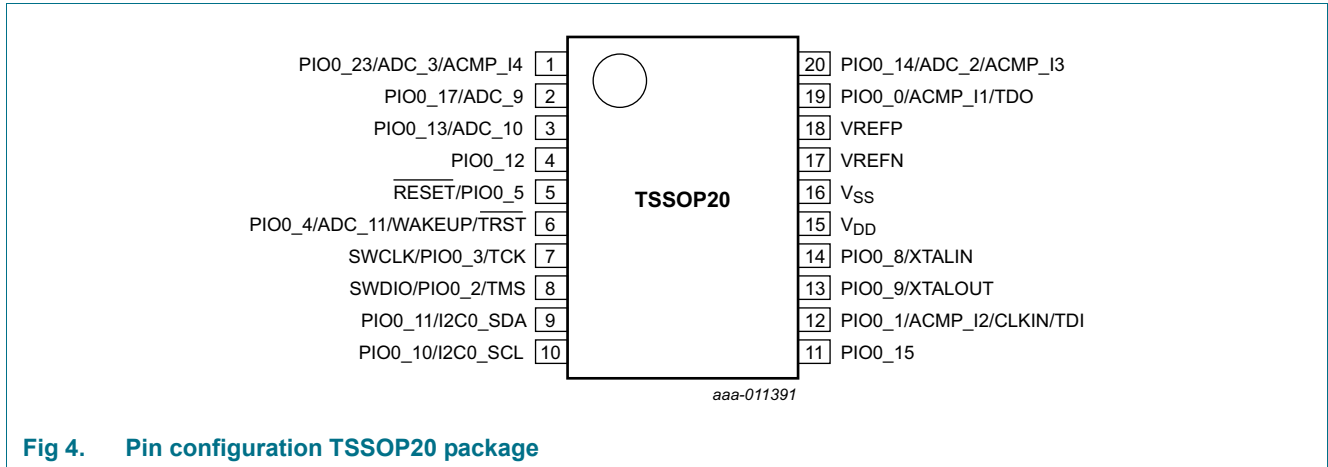 PIO0_23/ADC_3/ACMP_I4 1
PIO0_17/ADC_9 2
PIO0_13/ADC_10 3
PIO0_12 4
RESET/PIO0_5 5
PIO0_4/ADC_11/WAKEUP/TRST 6
SWCLK/PIO0_3/TCK 7
SWDIO/PIO0_2/TMS 8
PIO0_11/I2C0_SDA 9
PIO0_10/I2C0_SCL 10
TSSOP20
20 PIO0_14/ADC_2/ACMP_I3
19 PIO0_0/ACMP_I1/TDO
18 VREFP
17 VREFN
16 VSS
15 VDD
14 PIO0_8/XTALIN
13 PIO0_9/XTALOUT
12 PIO0_1/ACMP_I2/CLKIN/TDI
11 PIO0_15
aaa-011391
Fig 4. Pin configuration TSSOP20 package